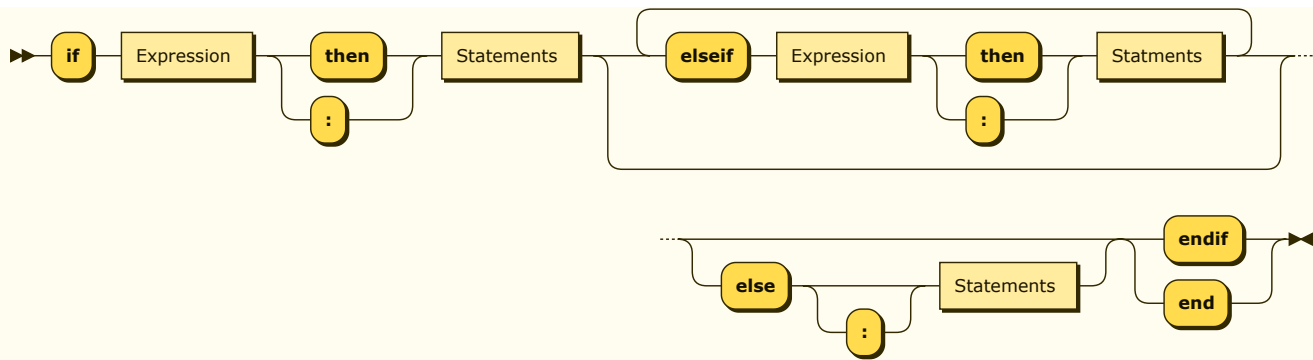 if Expression then Statements elseif Expression then Statments
: :
endif
else Statements end
: